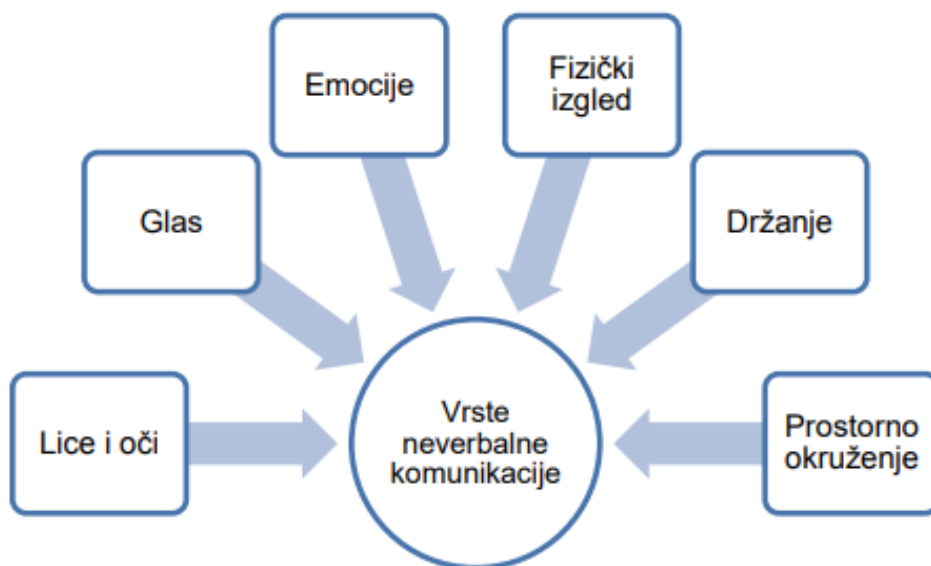 Emocije
Fizički
izgled
Glas
Držanje
Lice i oči
Vrste
neverbalne
komunikacije
Prostorno
okruženje